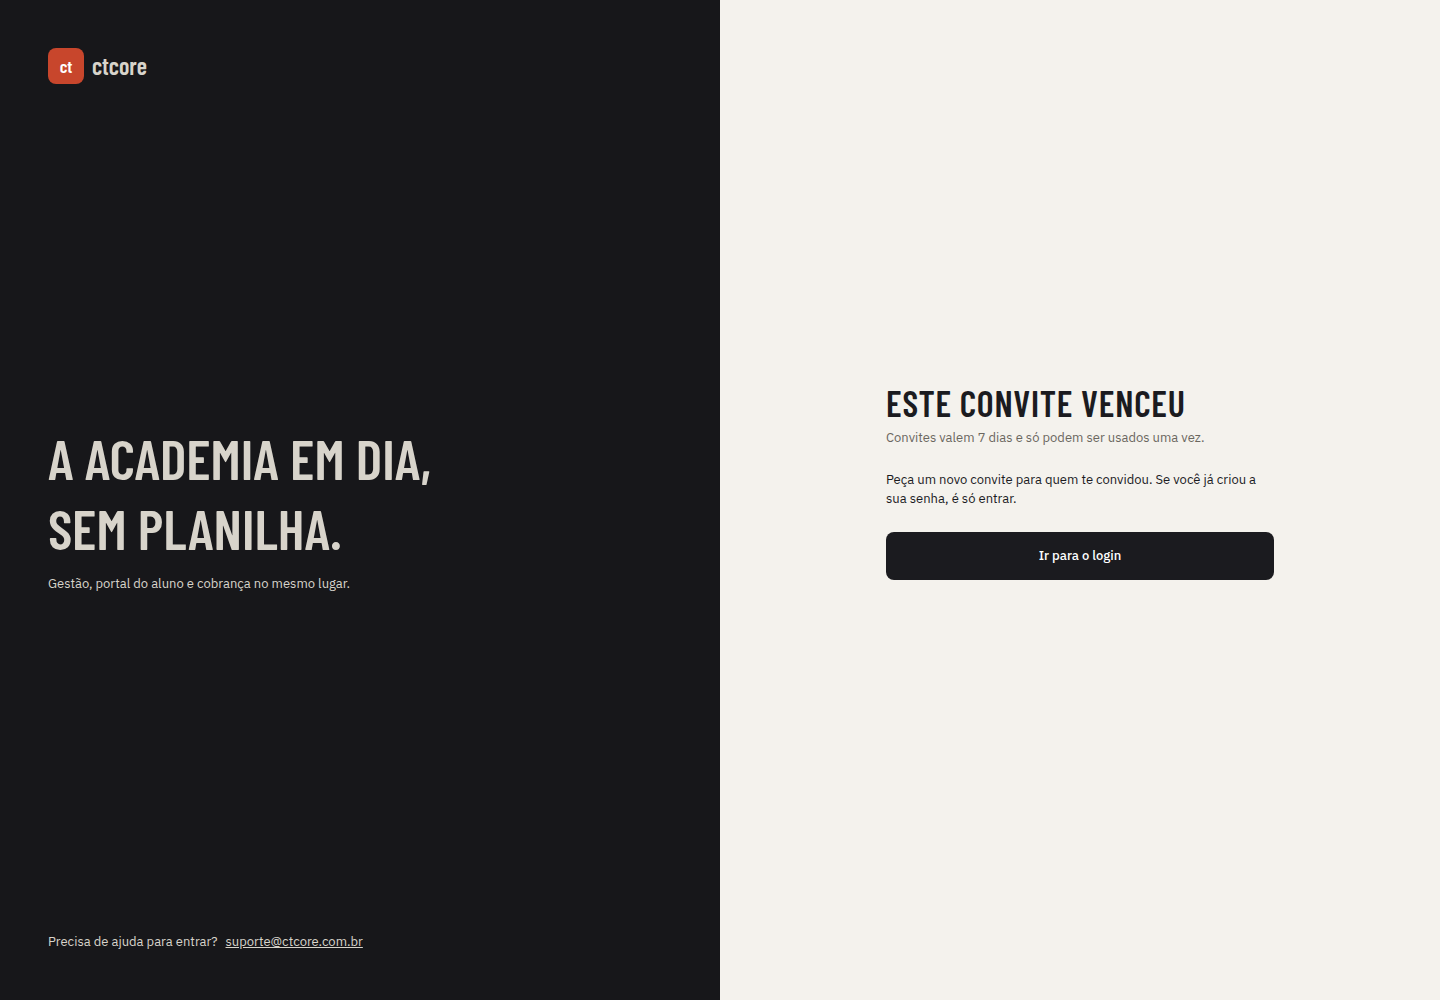 ct ctcore
A ACADEMIA EM DIA,
SEM PLANILHA.
Gestão, portal do aluno e cobrança no mesmo lugar.
Precisa de ajuda para entrar? suporte@ctcore.com.br
ESTE CONVITE VENCEU
Convites valem 7 dias e só podem ser usados uma vez.
Peça um novo convite para quem te convidou. Se você já criou a
sua senha, é só entrar.
Ir para o login